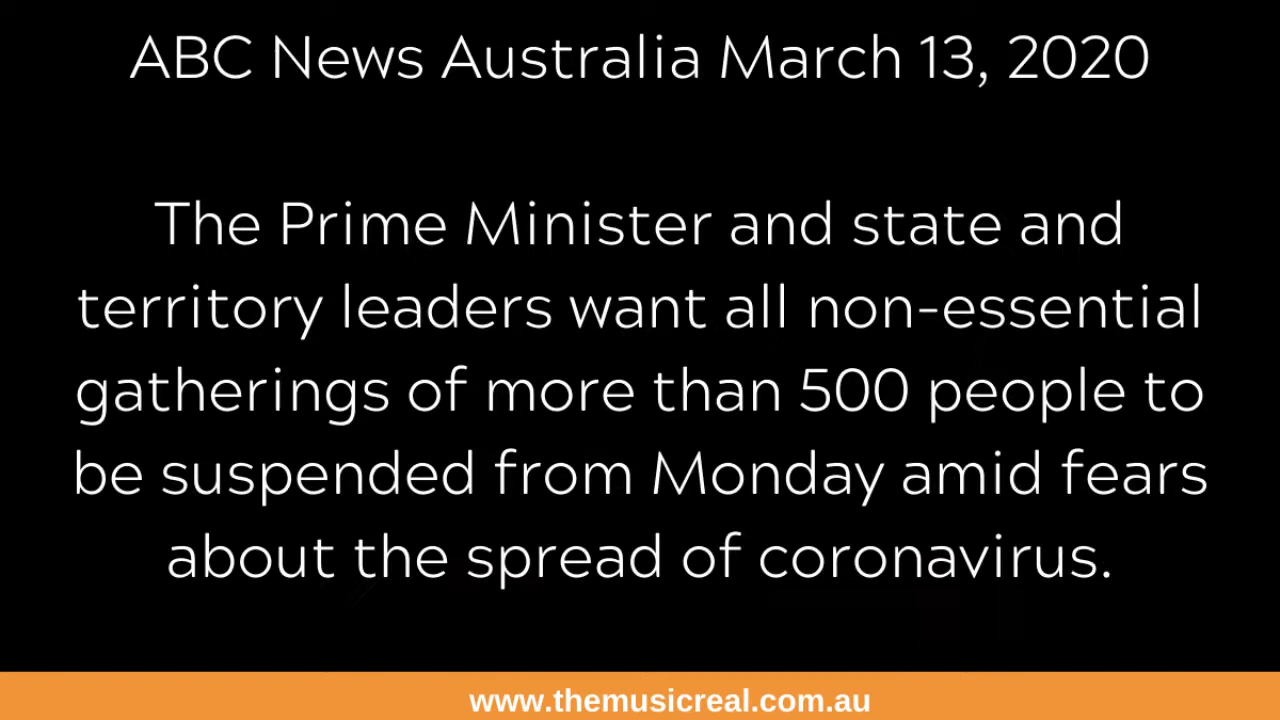 ABC News Australia March 13, 2020
The Prime Minister and state and
territory leaders want all non-essential
gatherings of more than 500 people to
be suspended from Monday amid fears
about the spread of coronavirus.
www.themusicreal.com.au